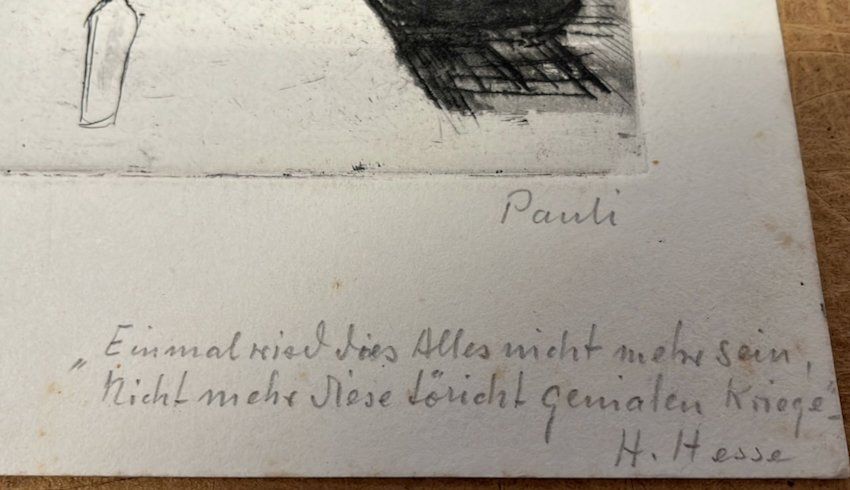 Pauli
„Einmal wird dies Alles nicht mehr sein,
Nicht mehr diese töricht genialen Kriege"
H. Hesse